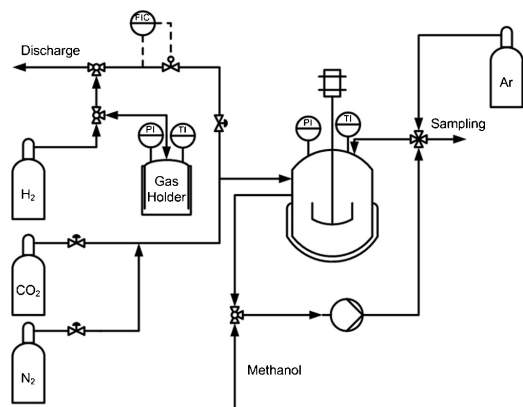 FIC
Discharge
Ar
Sampling
PI
TI
PI
TI
Gas
Holder
H₂
CO₂
Methanol
N₂